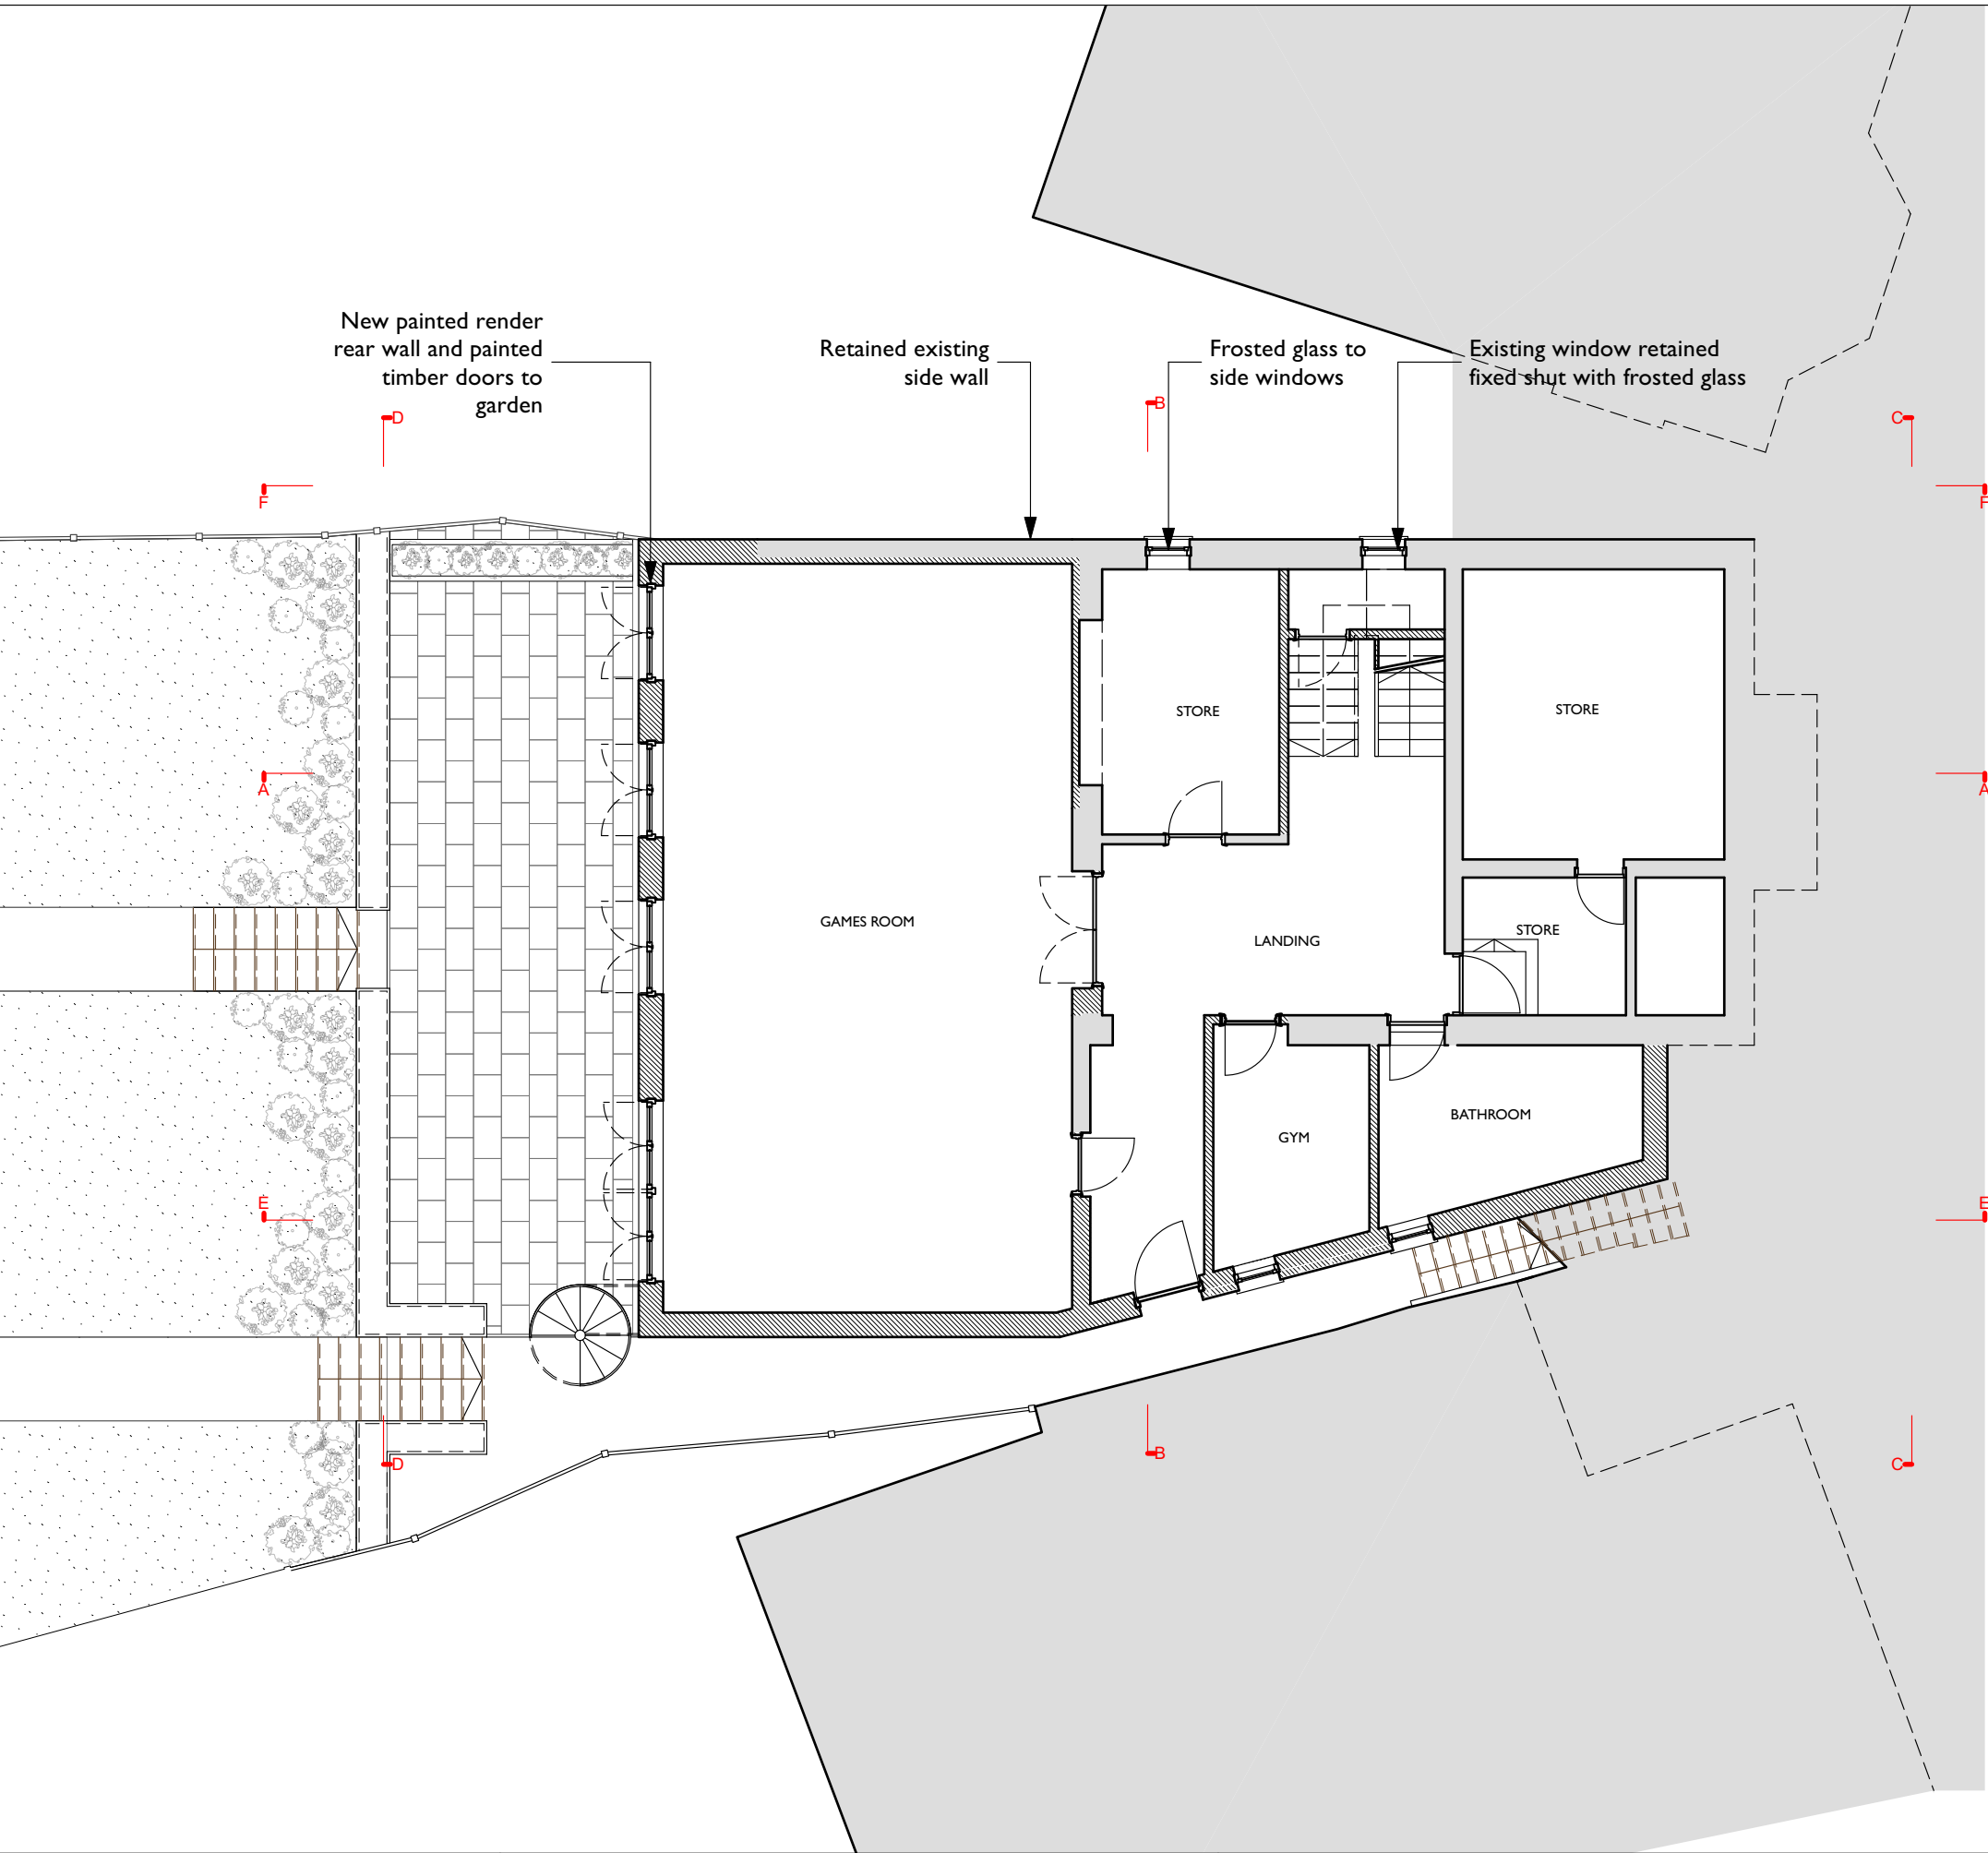 New painted render
rear wall and painted
timber doors to
garden
Retained existing
side wall
Frosted glass to
side windows
Existing window retained
fixed shut with frosted glass
D
B
C
F
F
STORE
STORE
A
A
GAMES ROOM
STORE
LANDING
BATHROOM
GYM
E
E
D
B
C